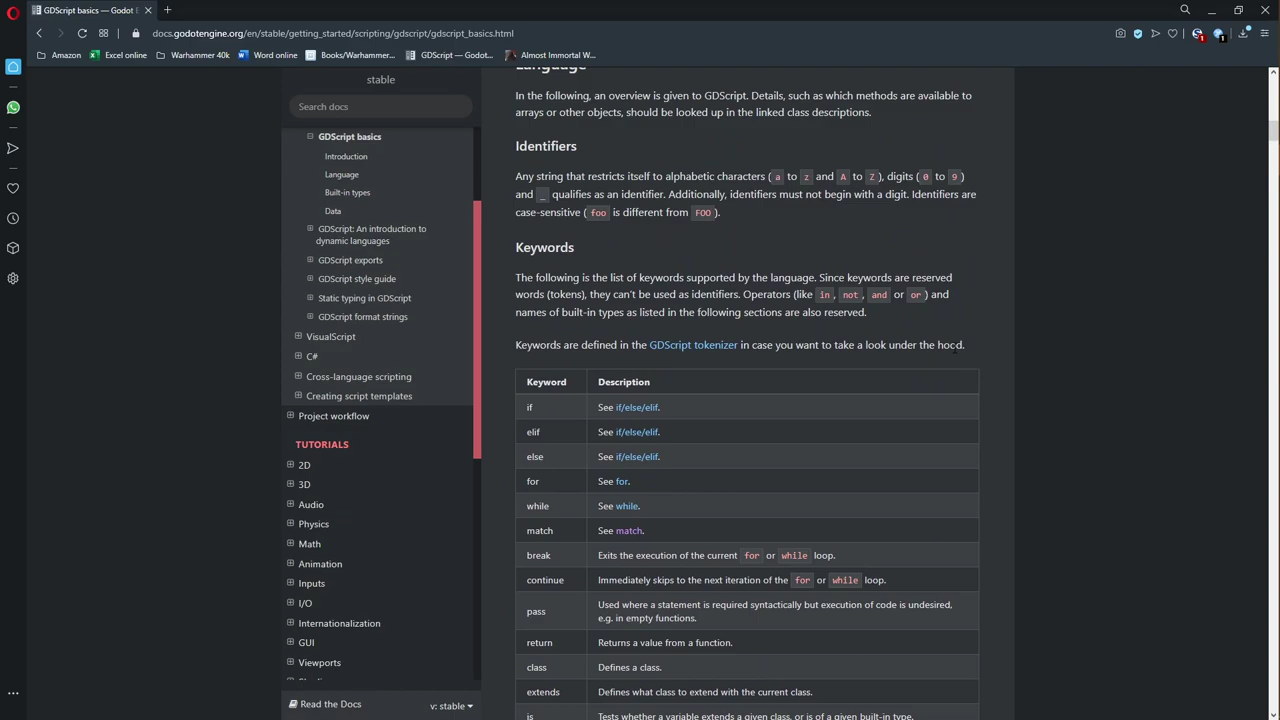 GDScript basics — Godot E
docs.godotengine.org/en/stable/getting_started/scripting/gdscript/gdscript_basics.html
Amazon
Excel online
Warhammer 40k
Word online
Books/Warhammer...
GDScript — Godot...
Almost Immortal W...
stable
Search docs
GDScript basics
Introduction
Language
Built-in types
Data
GDScript: An introduction to
dynamic languages
GDScript exports
GDScript style guide
Static typing in GDScript
GDScript format strings
VisualScript
C#
Cross-language scripting
Creating script templates
Project workflow
TUTORIALS
2D
3D
Audio
Physics
Math
Animation
Inputs
I/O
Internationalization
GUI
Viewports
Read the Docs
v: stable
Language
In the following, an overview is given to GDScript. Details, such as which methods are available to
arrays or other objects, should be looked up in the linked class descriptions.
Identifiers
Any string that restricts itself to alphabetic characters ( a to z and A to Z ), digits ( 0 to 9 )
and _ qualifies as an identifier. Additionally, identifiers must not begin with a digit. Identifiers are
case-sensitive ( foo is different from FOO ).
Keywords
The following is the list of keywords supported by the language. Since keywords are reserved
words (tokens), they can't be used as identifiers. Operators (like in , not , and or or ) and
names of built-in types as listed in the following sections are also reserved.
Keywords are defined in the GDScript tokenizer in case you want to take a look under the hood.
Keyword Description
if See if/else/elif.
elif See if/else/elif.
else See if/else/elif.
for See for.
while See while.
match See match.
break Exits the execution of the current for or while loop.
continue Immediately skips to the next iteration of the for or while loop.
pass Used where a statement is required syntactically but execution of code is undesired,
e.g. in empty functions.
return Returns a value from a function.
class Defines a class.
extends Defines what class to extend with the current class.
is Tests whether a variable extends a given class, or is of a given built-in type.